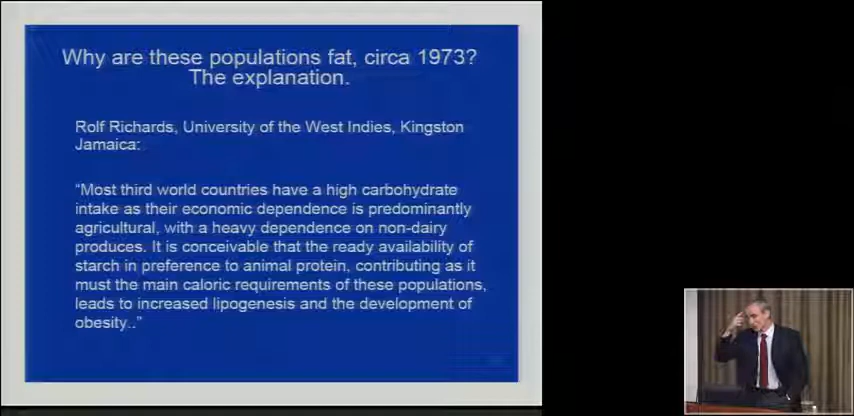 Why are these populations fat, circa 1973?
The explanation.
Rolf Richards, University of the West Indies, Kingston
Jamaica:
“Most third world countries have a high carbohydrate
intake as their economic dependence is predominantly
agricultural, with a heavy dependence on non-dairy
produces. It is conceivable that the ready availability of
starch in preference to animal protein, contributing as it
must the main caloric requirements of these populations,
leads to increased lipogenesis and the development of
obesity..”